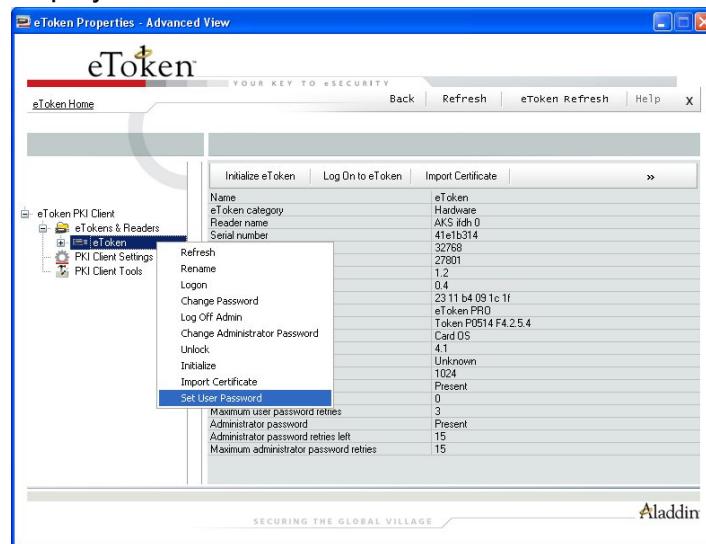 eToken Properties - Advanced View
eToken
YOUR KEY TO eSECURITY
eToken Home
Back Refresh eToken Refresh Help x
Initialize eToken Log On to eToken Import Certificate »
eToken PKI Client
eTokens & Readers
eToken
PKI Client Settings
PKI Client Tools
Refresh
Rename
Logon
Change Password
Log Off Admin
Change Administrator Password
Unlock
Initialize
Import Certificate
Set User Password
Name eToken
eToken category Hardware
Reader name AKS ifdh 0
Serial number 41e1b314
32768
27801
1.2
0.4
23 11 b4 09 1c 1f
eToken PRO
Token P0514 F4.2.5.4
Card OS
4.1
Unknown
1024
Present
0
Maximum user password retries 3
Administrator password Present
Administrator password retries left 15
Maximum administrator password retries 15
SECURING THE GLOBAL VILLAGE
Aladdin